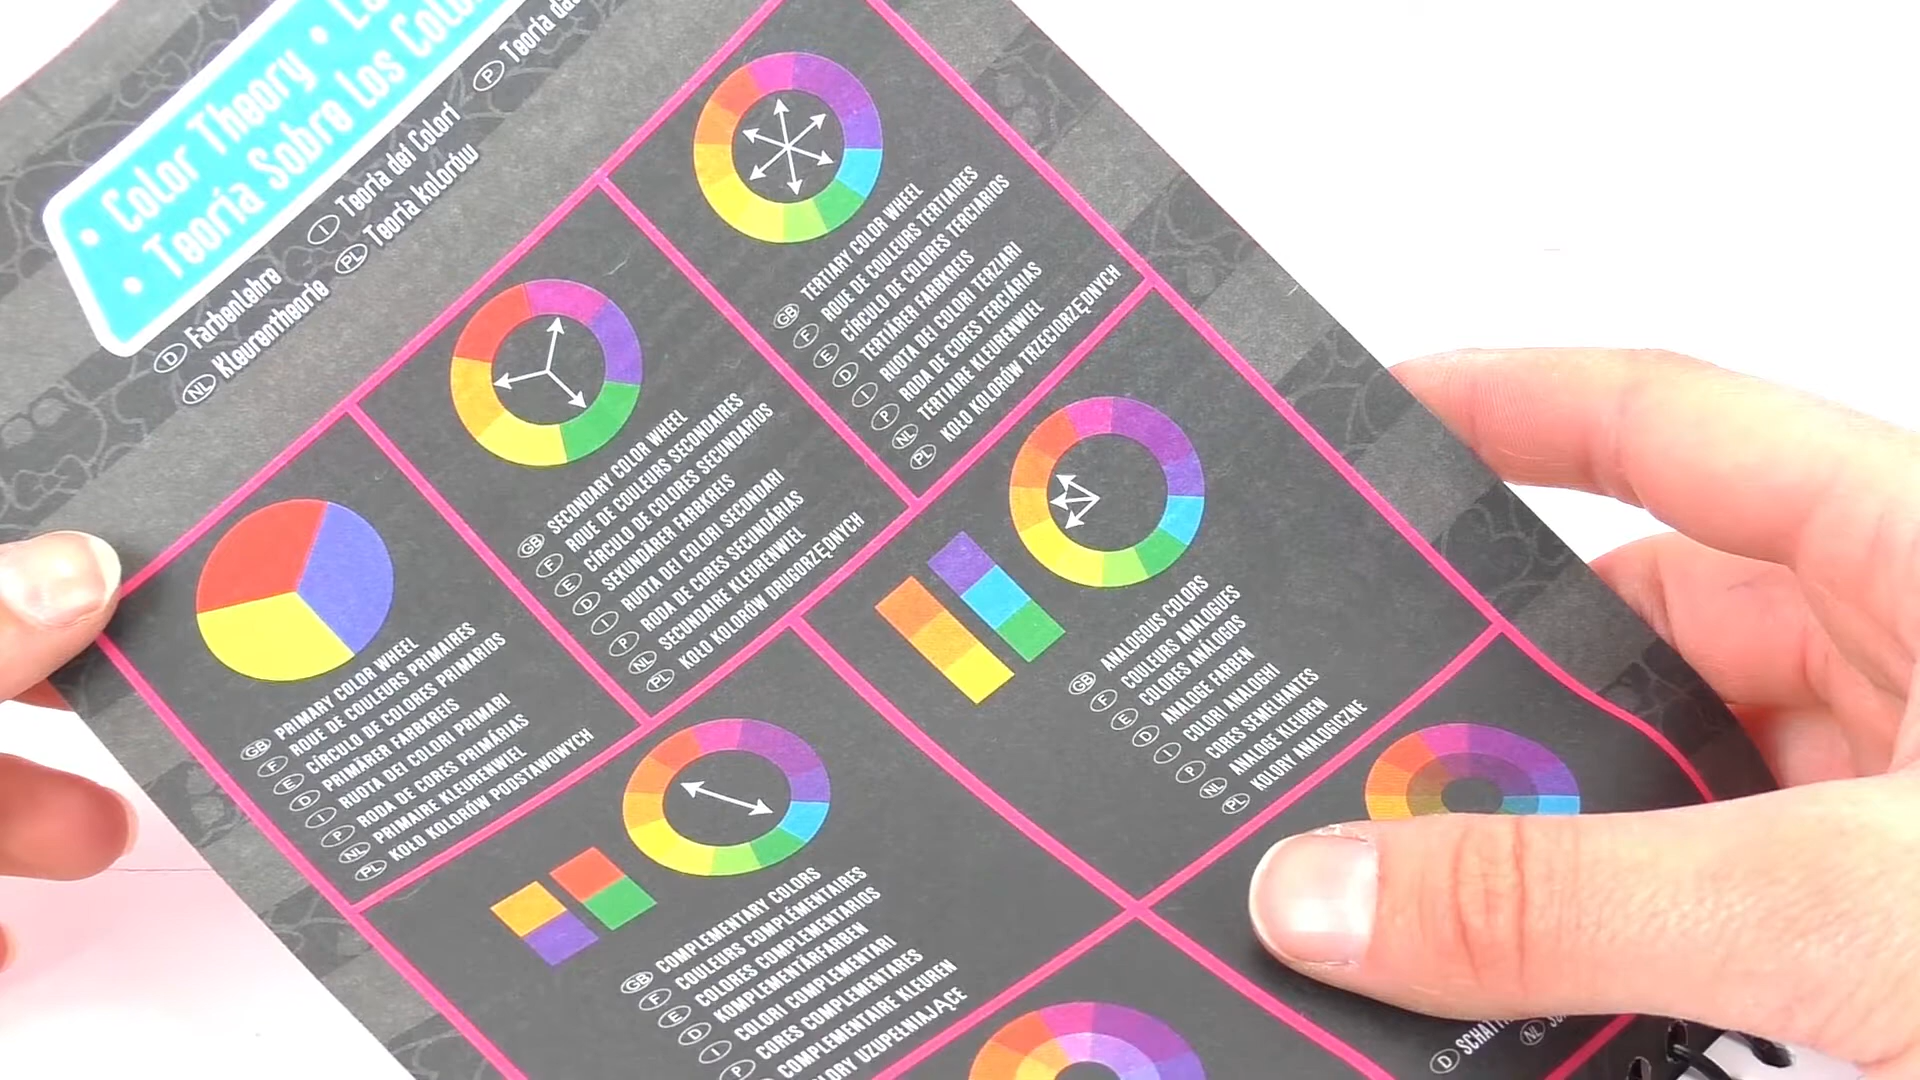 • Color Theory •
• Teoría Sobre los
D Farbenlehre
I Teoria dei Colori
P Teoria
NL Kleurentheorie
PL Teoria kolorów
GB PRIMARY COLOR WHEEL
F ROUE DE COULEURS PRIMAIRES
E CÍRCULO DE COLORES PRIMARIOS
D PRIMÄRER FARBKREIS
I RUOTA DEI COLORI PRIMARI
P RODA DE CORES PRIMÁRIAS
NL PRIMAIRE KLEURENWIEL
PL KOŁO KOLORÓW PODSTAWOWYCH
GB SECONDARY COLOR WHEEL
F ROUE DE COULEURS SECONDAIRES
E CÍRCULO DE COLORES SECUNDARIOS
D SEKUNDÄRER FARBKREIS
I RUOTA DEI COLORI SECONDARI
P RODA DE CORES SECUNDÁRIAS
NL SECUNDAIRE KLEURENWIEL
PL KOŁO KOLORÓW DRUGORZĘDNYCH
GB TERTIARY COLOR WHEEL
F ROUE DE COULEURS TERTIAIRES
E CÍRCULO DE COLORES TERCIARIOS
D TERTIÄRER FARBKREIS
I RUOTA DEI COLORI TERZIARI
P RODA DE CORES TERCIÁRIAS
NL TERTIAIRE KLEURENWIEL
PL KOŁO KOLORÓW TRZECIORZĘDNYCH
GB COMPLEMENTARY COLORS
F COULEURS COMPLÉMENTAIRES
E COLORES COMPLEMENTARIOS
D KOMPLEMENTÄRFARBEN
I COLORI COMPLEMENTARI
P CORES COMPLEMENTARES
COMPLEMENTAIRE KLEUREN
UZUPEŁNIAJĄCE
GB ANALOGOUS COLORS
F COULEURS ANALOGUES
E COLORES ANÁLOGOS
D ANALOGE FARBEN
I COLORI ANALOGHI
P CORES SEMELHANTES
NL ANALOGE KLEUREN
PL KOLORY ANALOGICZNE
D
NL